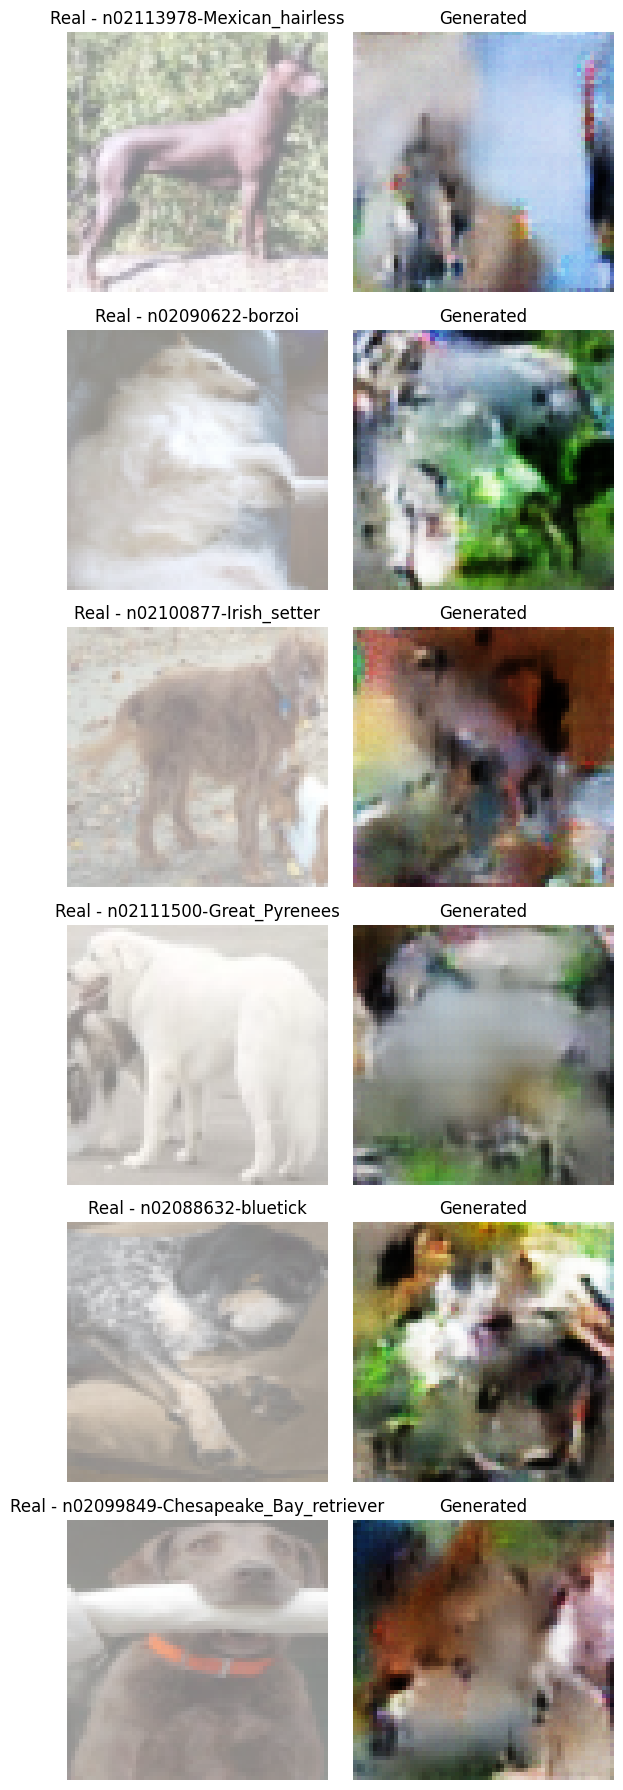 Real - n02113978-Mexican_hairless
Generated
Real - n02090622-borzoi
Generated
Real - n02100877-Irish_setter
Generated
Real - n02111500-Great_Pyrenees
Generated
Real - n02088632-bluetick
Generated
Real - n02099849-Chesapeake_Bay_retriever
Generated